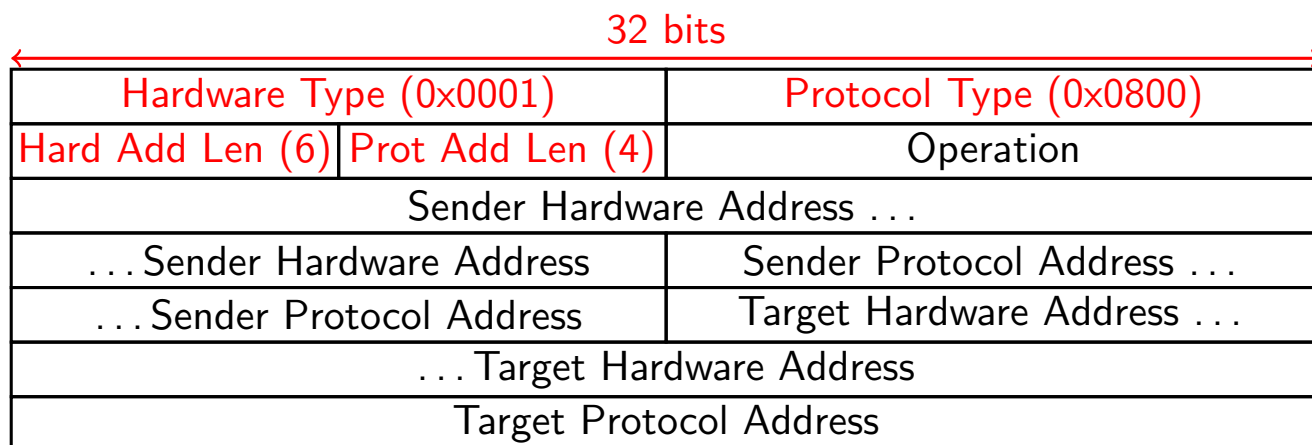 32 bits
Hardware Type (0x0001) Protocol Type (0x0800)
Hard Add Len (6) Prot Add Len (4) Operation
Sender Hardware Address ...
...Sender Hardware Address Sender Protocol Address ...
...Sender Protocol Address Target Hardware Address ...
...Target Hardware Address
Target Protocol Address